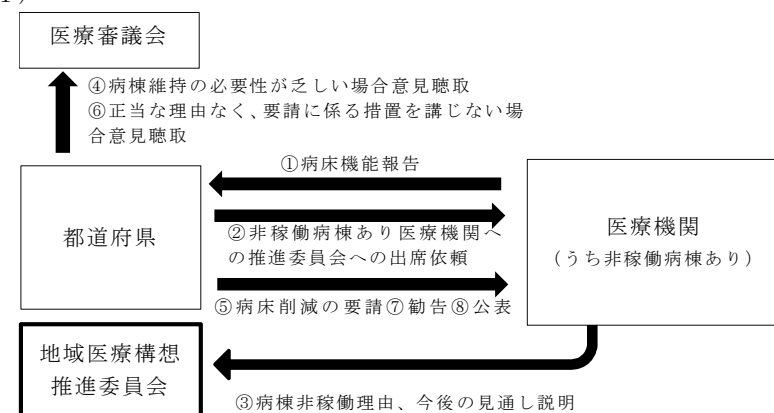 医療審議会
④病棟維持の必要性が乏しい場合意見聴取
⑥正当な理由なく、要請に係る措置を講じない場
合意見聴取
①病床機能報告
都道府県
②非稼働病棟あり医療機関へ
の推進委員会への出席依頼
医療機関
（うち非稼働病棟あり）
⑤病床削減の要請⑦勧告⑧公表
地域医療構想
推進委員会
③病棟非稼働理由、今後の見通し説明